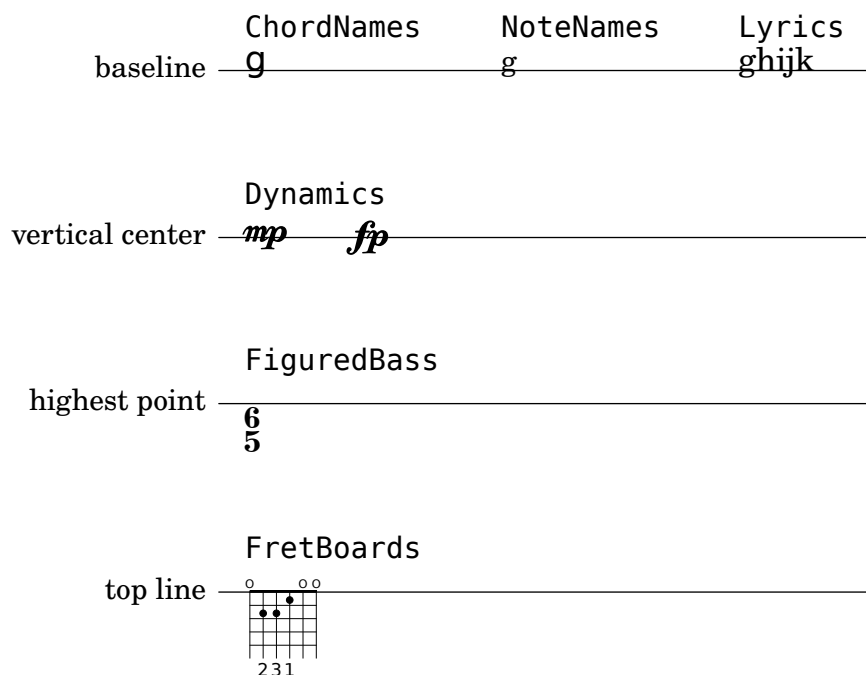 ChordNames NoteNames Lyrics
baseline g g ghijk
Dynamics
vertical center mp fp
FiguredBass
highest point
6
5
FretBoards
top line o o o
231